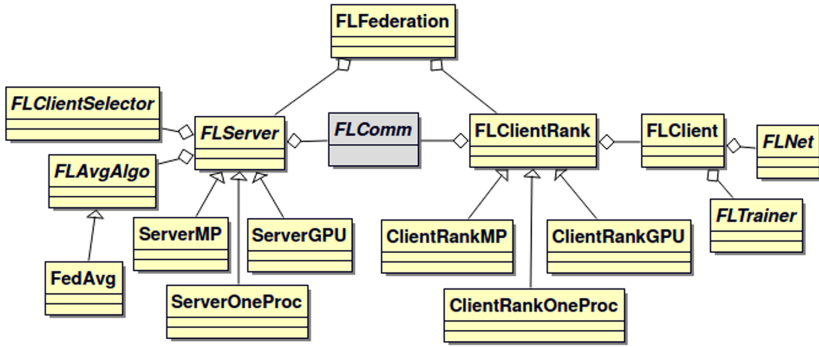 FLFederation
FLClientSelector
FLServer
FLComm
FLClientRank
FLClient
FLNet
FLAvgAlgo
FLTrainer
ServerMP
ServerGPU
ClientRankMP
ClientRankGPU
FedAvg
ServerOneProc
ClientRankOneProc